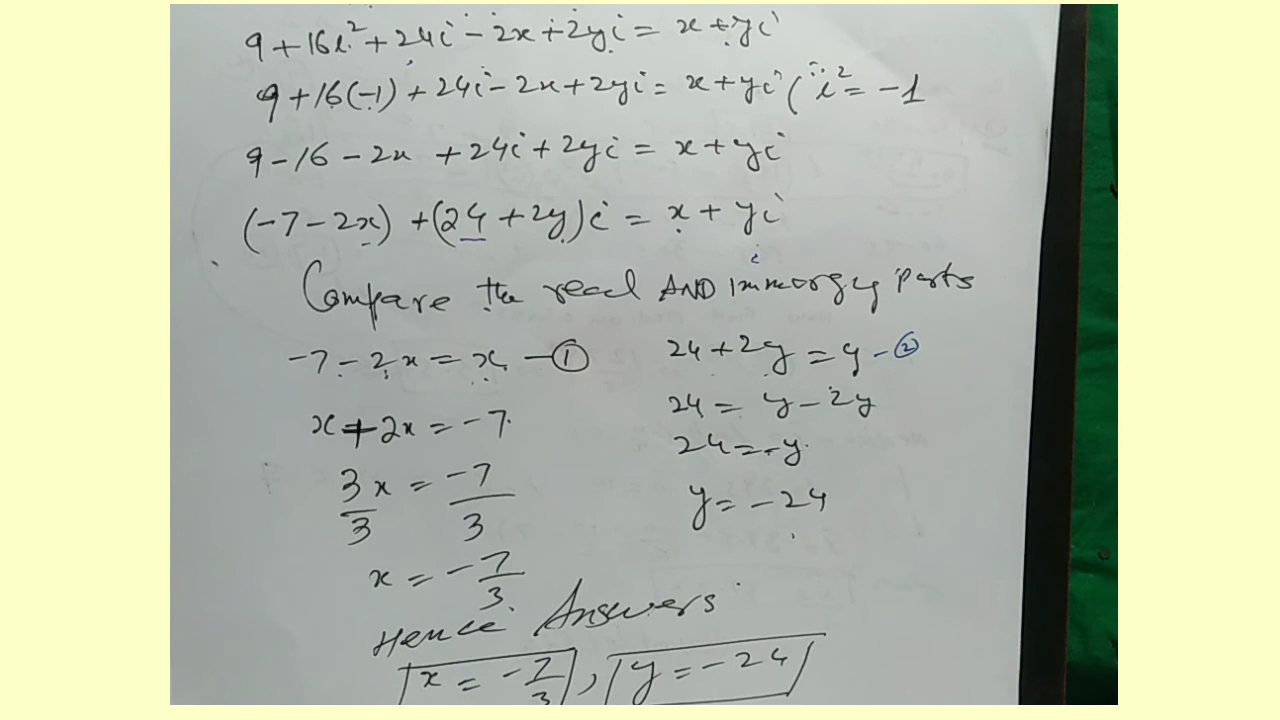 9 + 16i² + 24i - 2x + 2yi = x + yi
9 + 16(-1) + 24i - 2x + 2yi = x + yi (∵ i² = -1
9 - 16 - 2x + 24i + 2yi = x + yi
(-7 - 2x) + (24 + 2y)i = x + yi
Compare the real AND immorgy parts
-7 - 2x = x —①
x + 2x = -7
3x/3 = -7/3
x = -7/3
24 + 2y = y - ②
24 = y - 2y
24 = -y
y = -24
Hence Answers
x = -7/3, y = -24